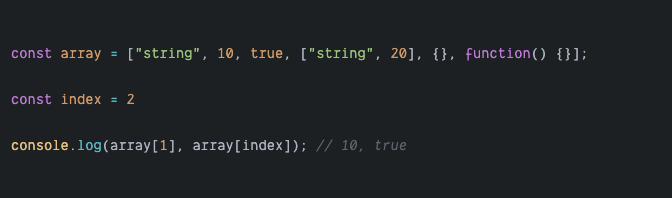 const array = ["string", 10, true, ["string", 20], {}, function() {}];
const index = 2
console.log(array[1], array[index]); // 10, true